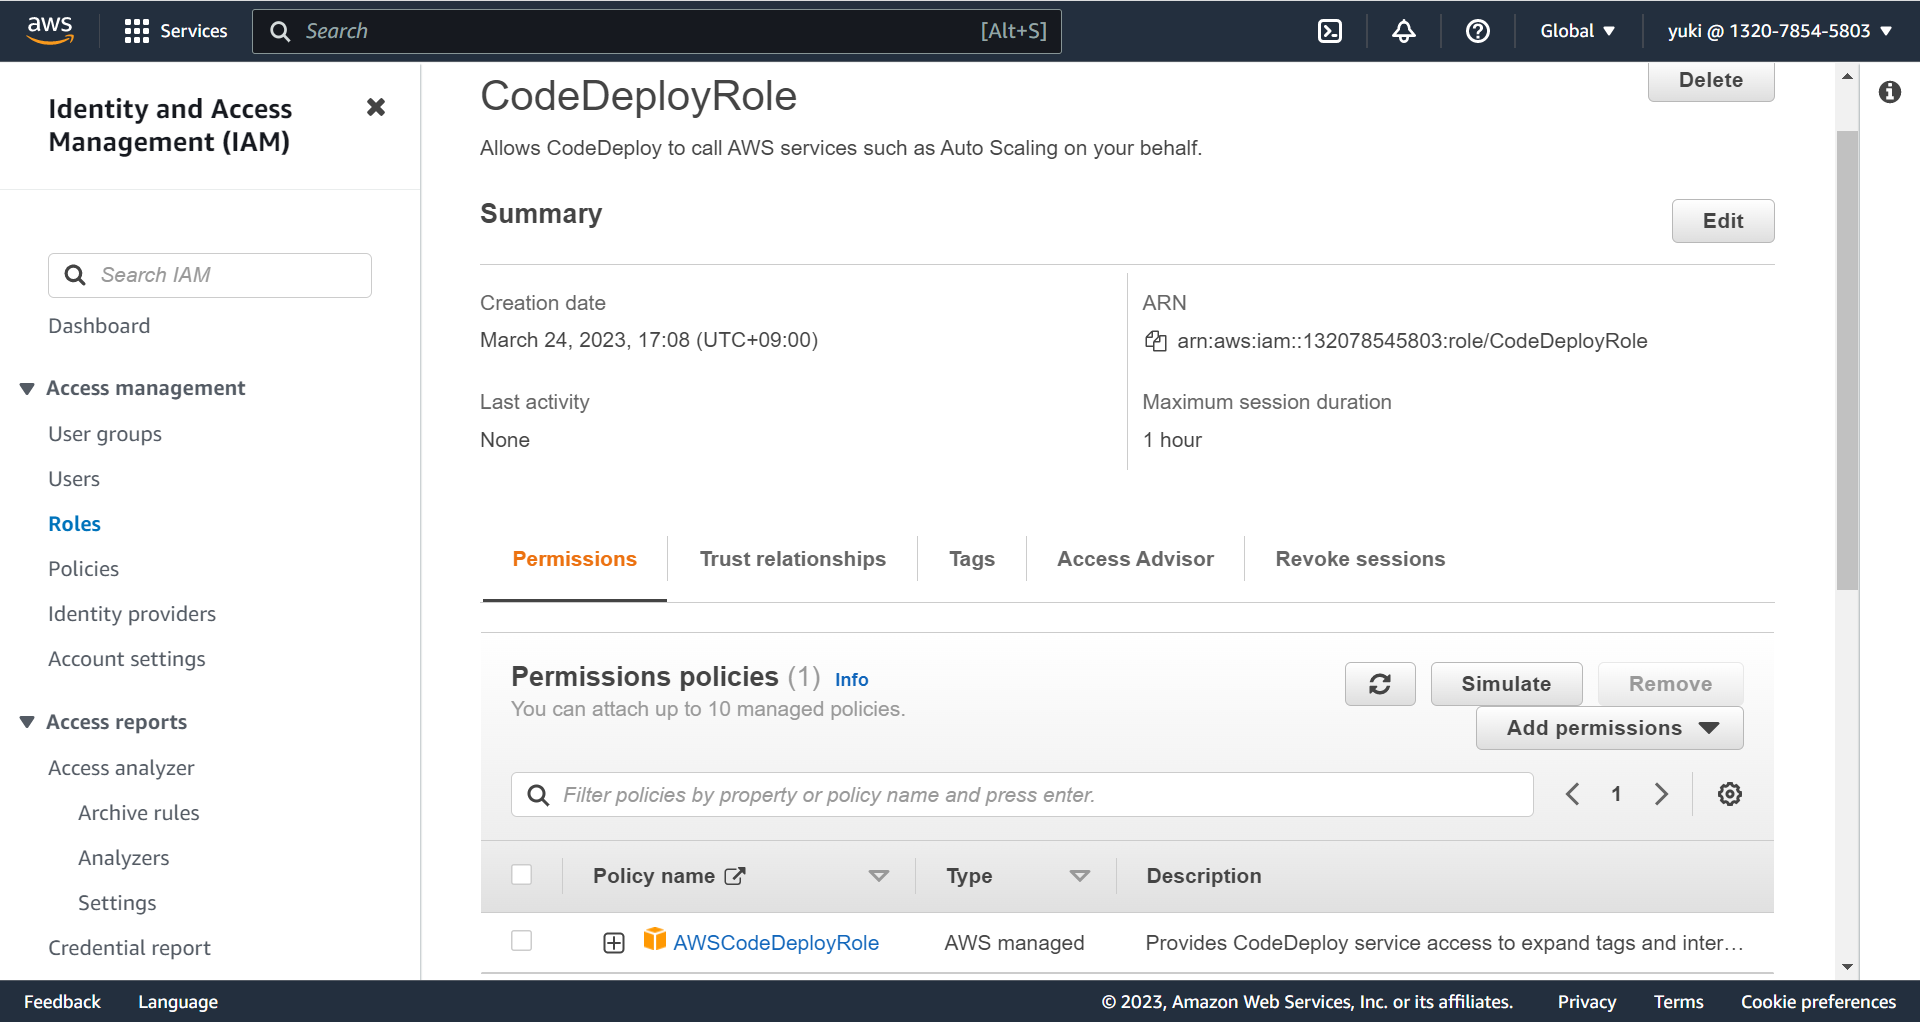 aws
Services
Search [Alt+S]
Global
yuki @ 1320-7854-5803
Identity and Access
Management (IAM)
Search IAM
Dashboard
Access management
User groups
Users
Roles
Policies
Identity providers
Account settings
Access reports
Access analyzer
Archive rules
Analyzers
Settings
Credential report
CodeDeployRole
Delete
Allows CodeDeploy to call AWS services such as Auto Scaling on your behalf.
Summary
Edit
Creation date
March 24, 2023, 17:08 (UTC+09:00)
ARN
arn:aws:iam::132078545803:role/CodeDeployRole
Last activity
None
Maximum session duration
1 hour
Permissions
Trust relationships
Tags
Access Advisor
Revoke sessions
Permissions policies (1) Info
You can attach up to 10 managed policies.
Simulate
Remove
Add permissions
Filter policies by property or policy name and press enter.
1
Policy name
Type
Description
AWSCodeDeployRole
AWS managed
Provides CodeDeploy service access to expand tags and inter…
Feedback
Language
© 2023, Amazon Web Services, Inc. or its affiliates.
Privacy
Terms
Cookie preferences